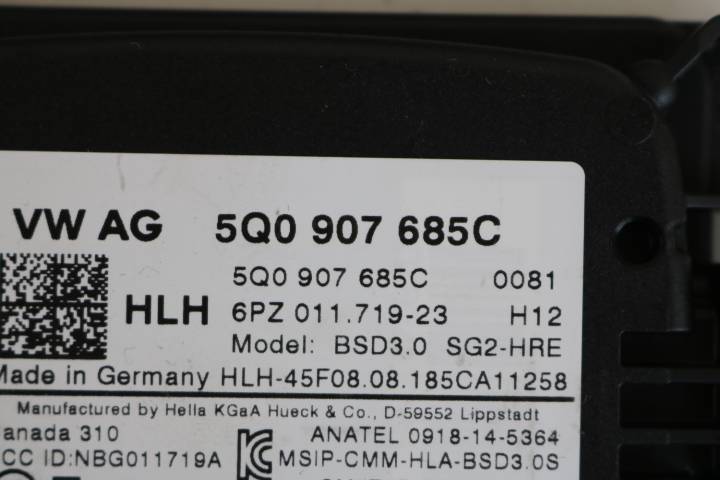 VW AG 5Q0 907 685C
5Q0 907 685C 0081
HLH 6PZ 011.719-23 H12
Model: BSD3.0 SG2-HRE
Made in Germany HLH-45F08.08.185CA11258
Manufactured by Hella KGaA Hueck & Co., D-59552 Lippstadt
anada 310 ANATEL 0918-14-5364
CC ID:NBG011719A MSIP-CMM-HLA-BSD3.0S